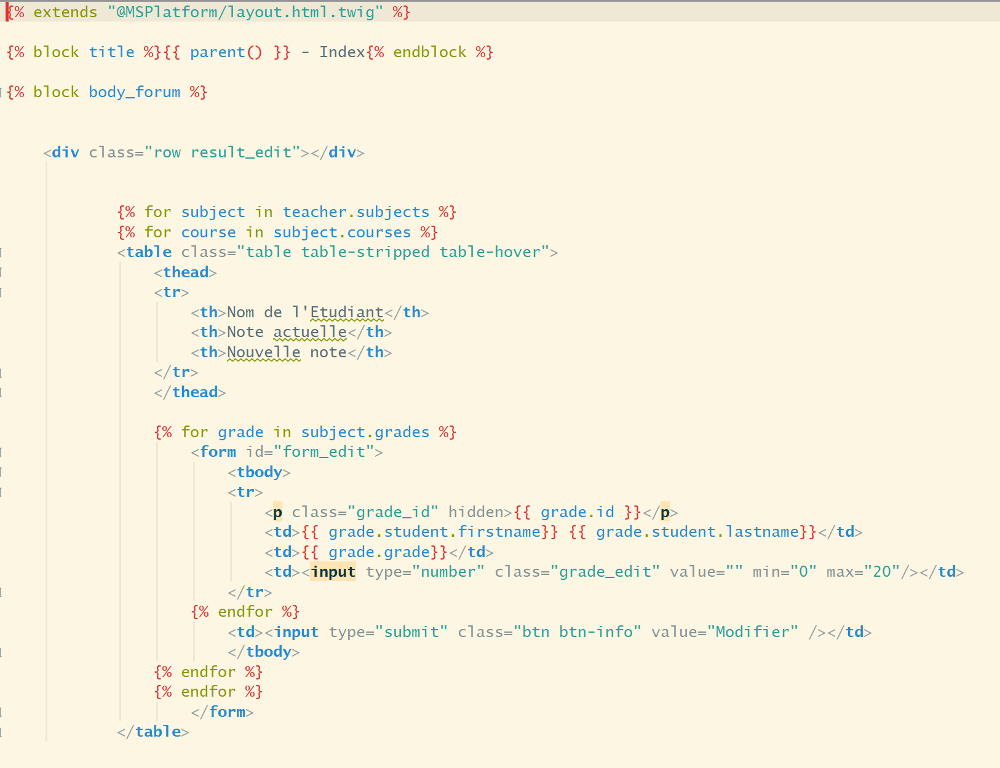 {% extends "@MSPlatform/layout.html.twig" %}
{% block title %}{{ parent() }} - Index{% endblock %}
{% block body_forum %}
<div class="row result_edit"></div>
{% for subject in teacher.subjects %}
{% for course in subject.courses %}
<table class="table table-stripped table-hover">
<thead>
<tr>
<th>Nom de l'Etudiant</th>
<th>Note actuelle</th>
<th>Nouvelle note</th>
</tr>
</thead>
{% for grade in subject.grades %}
<form id="form_edit">
<tbody>
<tr>
<p class="grade_id" hidden>{{ grade.id }}</p>
<td>{{ grade.student.firstname}} {{ grade.student.lastname}}</td>
<td>{{ grade.grade}}</td>
<td><input type="number" class="grade_edit" value="" min="0" max="20"/></td>
</tr>
{% endfor %}
<td><input type="submit" class="btn btn-info" value="Modifier" /></td>
</tbody>
{% endfor %}
{% endfor %}
</form>
</table>